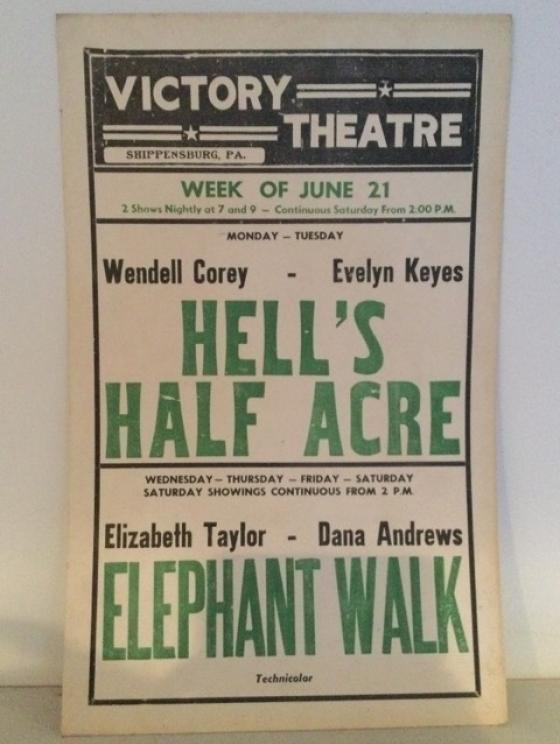 VICTORY
THEATRE
SHIPPENSBURG, PA.
WEEK OF JUNE 21
2 Shows Nightly at 7 and 9 — Continuous Saturday From 2:00 P.M.
MONDAY — TUESDAY
Wendell Corey - Evelyn Keyes
HELL'S
HALF ACRE
WEDNESDAY — THURSDAY — FRIDAY — SATURDAY
SATURDAY SHOWINGS CONTINUOUS FROM 2 P.M.
Elizabeth Taylor - Dana Andrews
ELEPHANT WALK
Technicolor